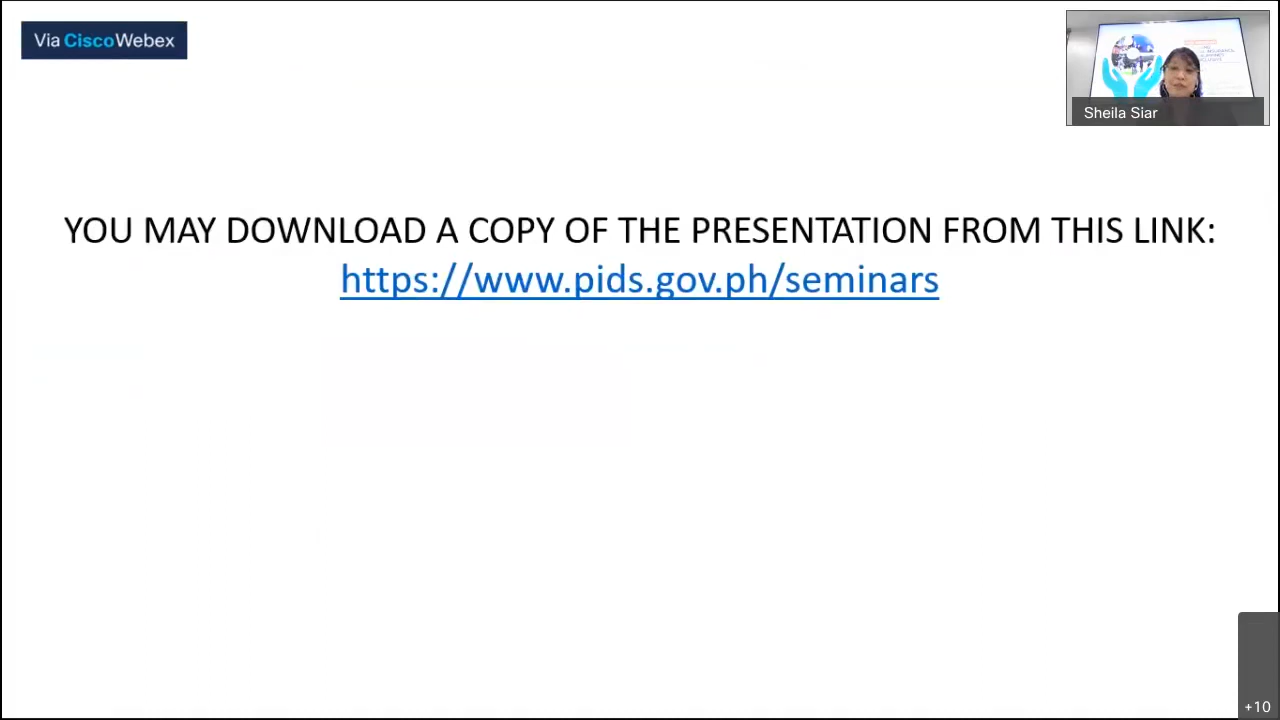 Via CiscoWebex
Sheila Siar
YOU MAY DOWNLOAD A COPY OF THE PRESENTATION FROM THIS LINK:
https://www.pids.gov.ph/seminars
+10